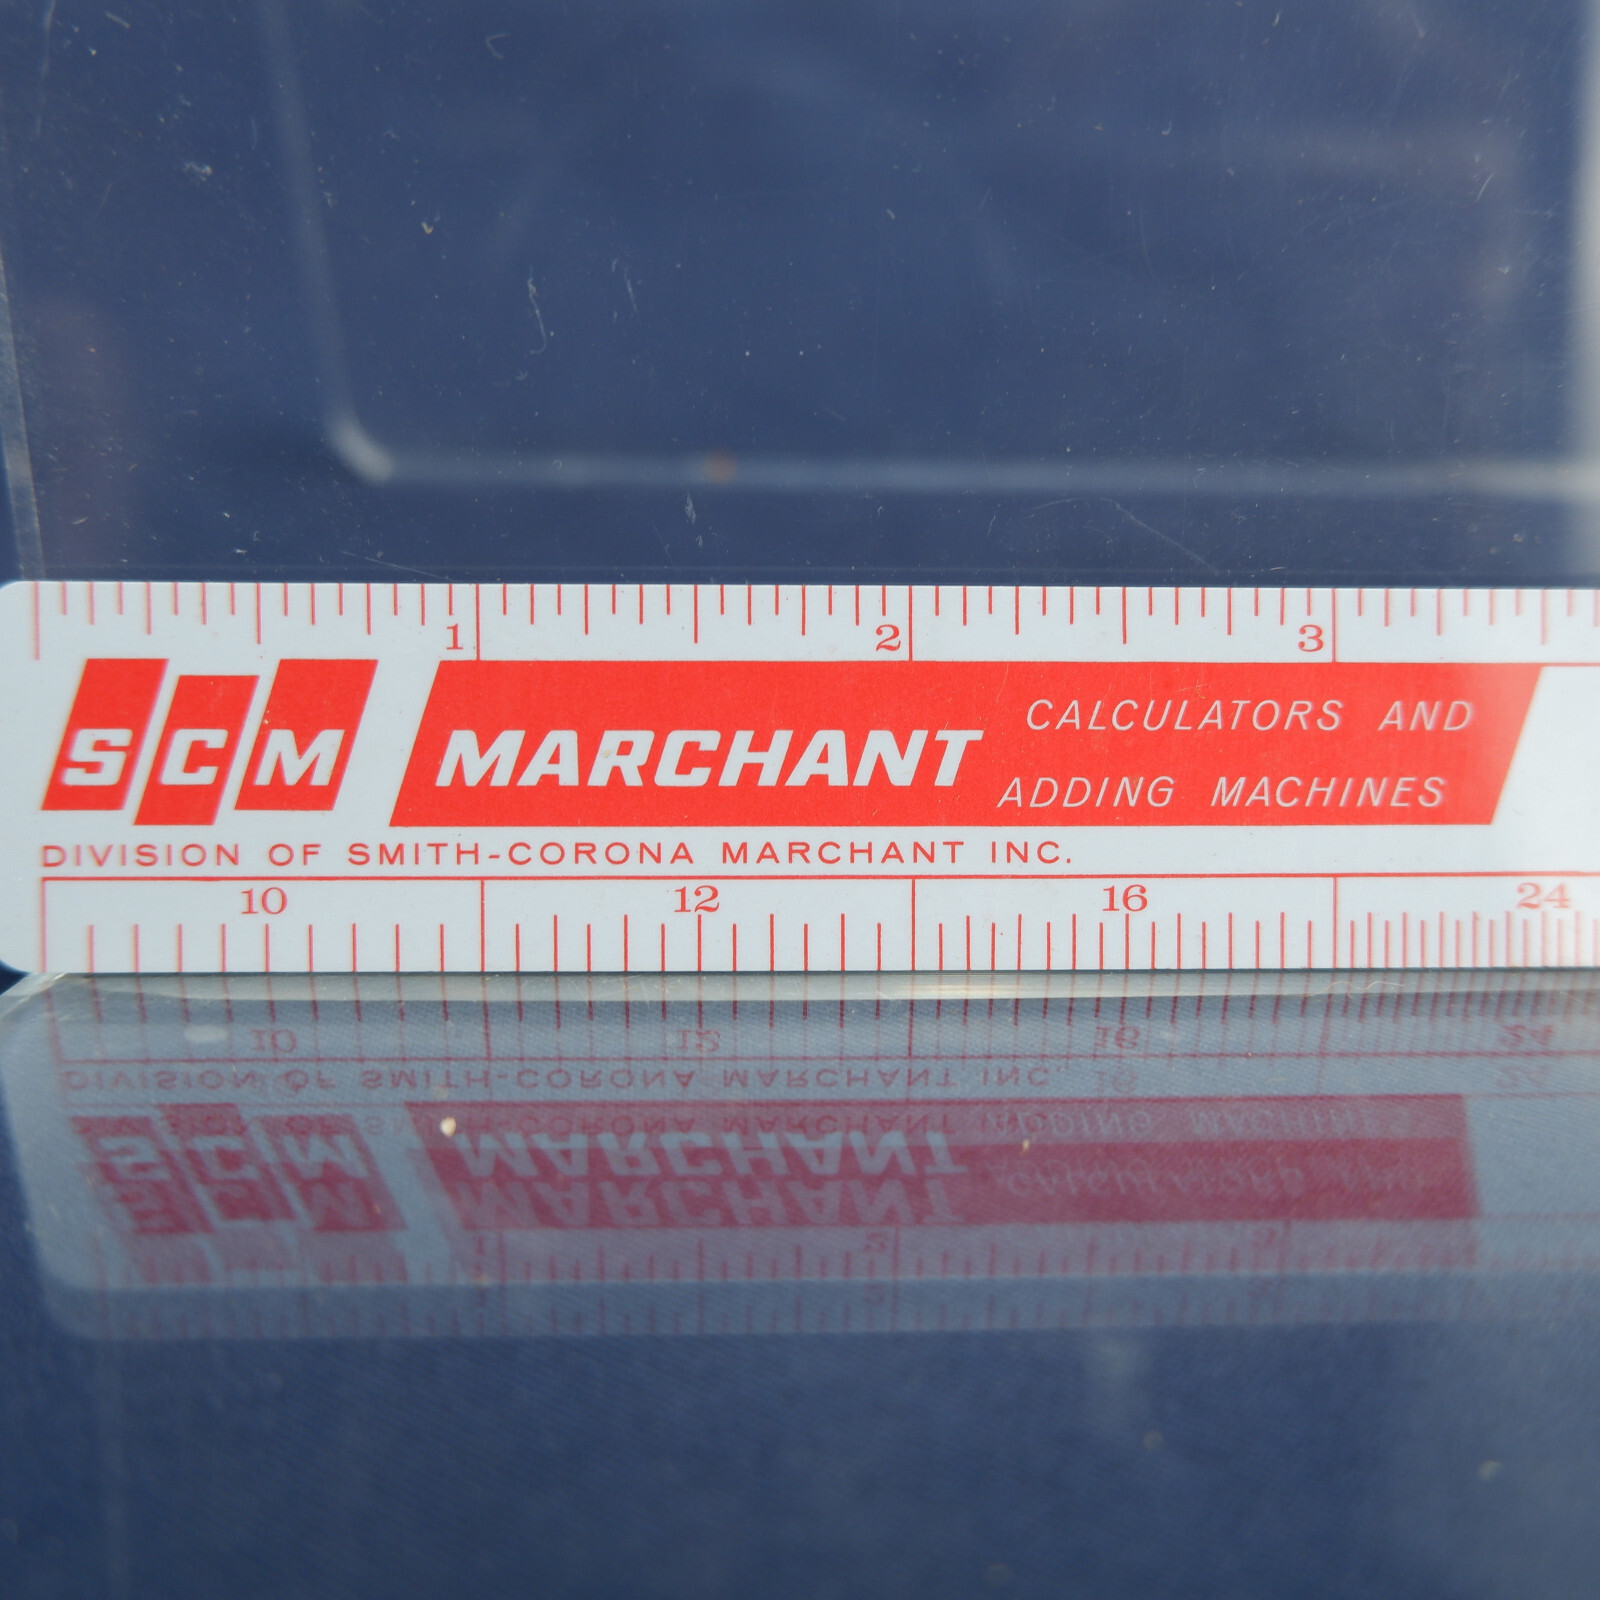 1 2 3
SCM MARCHANT CALCULATORS AND
ADDING MACHINES
DIVISION OF SMITH-CORONA MARCHANT INC.
10 12 16 24